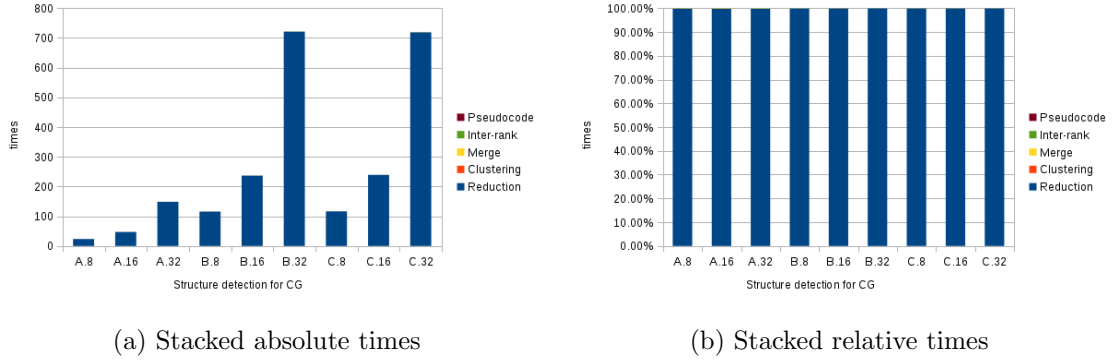 800
700
600
500
400
300
200
100
0
times
A.8 A.16 A.32 B.8 B.16 B.32 C.8 C.16 C.32
Structure detection for CG
Pseudocode
Inter-rank
Merge
Clustering
Reduction
(a) Stacked absolute times
100.00%
90.00%
80.00%
70.00%
60.00%
50.00%
40.00%
30.00%
20.00%
10.00%
0.00%
times
A.8 A.16 A.32 B.8 B.16 B.32 C.8 C.16 C.32
Structure detection for CG
Pseudocode
Inter-rank
Merge
Clustering
Reduction
(b) Stacked relative times